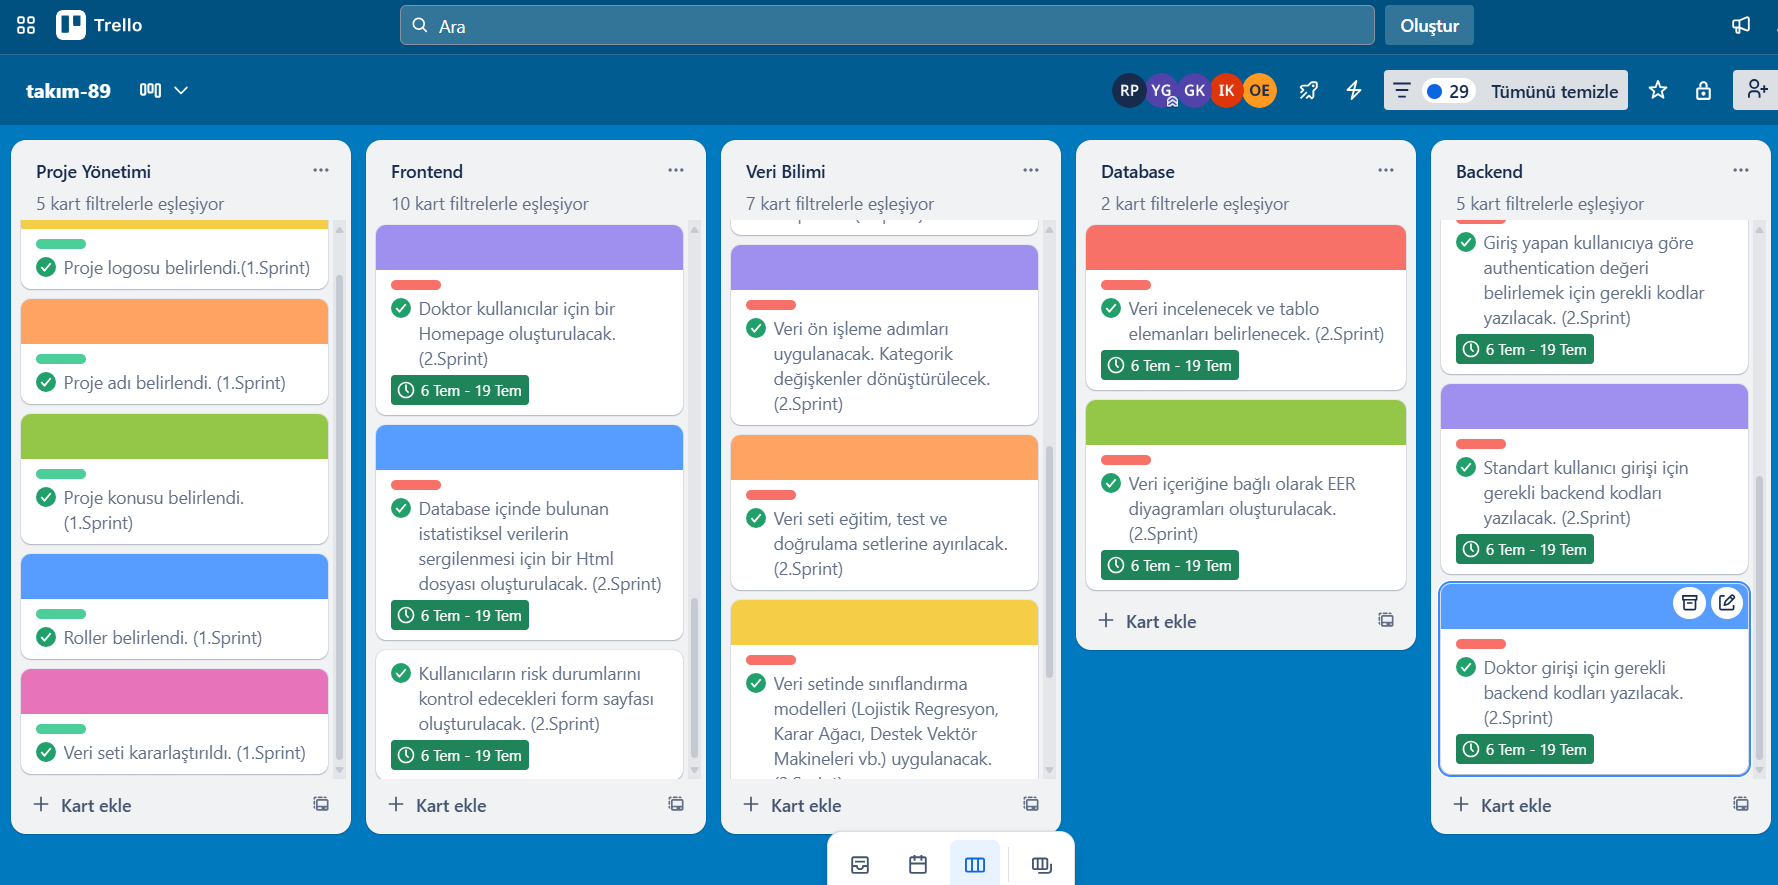 Trello
Ara
Oluştur
takım-89
RP
YG
GK
IK
OE
29
Tümünü temizle
Proje Yönetimi
5 kart filtrelerle eşleşiyor
Proje logosu belirlendi.(1.Sprint)
Proje adı belirlendi. (1.Sprint)
Proje konusu belirlendi.
(1.Sprint)
Roller belirlendi. (1.Sprint)
Veri seti kararlaştırıldı. (1.Sprint)
Kart ekle
Frontend
10 kart filtrelerle eşleşiyor
Doktor kullanıcılar için bir
Homepage oluşturulacak.
(2.Sprint)
6 Tem - 19 Tem
Database içinde bulunan
istatistiksel verilerin
sergilenmesi için bir Html
dosyası oluşturulacak. (2.Sprint)
6 Tem - 19 Tem
Kullanıcıların risk durumlarını
kontrol edecekleri form sayfası
oluşturulacak. (2.Sprint)
6 Tem - 19 Tem
Kart ekle
Veri Bilimi
7 kart filtrelerle eşleşiyor
Veri ön işleme adımları
uygulanacak. Kategorik
değişkenler dönüştürülecek.
(2.Sprint)
Veri seti eğitim, test ve
doğrulama setlerine ayırılacak.
(2.Sprint)
Veri setinde sınıflandırma
modelleri (Lojistik Regresyon,
Karar Ağacı, Destek Vektör
Makineleri vb.) uygulanacak.
Kart ekle
Database
2 kart filtrelerle eşleşiyor
Veri incelenecek ve tablo
elemanları belirlenecek. (2.Sprint)
6 Tem - 19 Tem
Veri içeriğine bağlı olarak EER
diyagramları oluşturulacak.
(2.Sprint)
6 Tem - 19 Tem
Kart ekle
Backend
5 kart filtrelerle eşleşiyor
Giriş yapan kullanıcıya göre
authentication değeri
belirlemek için gerekli kodlar
yazılacak. (2.Sprint)
6 Tem - 19 Tem
Standart kullanıcı girişi için
gerekli backend kodları
yazılacak. (2.Sprint)
6 Tem - 19 Tem
Doktor girişi için gerekli
backend kodları yazılacak.
(2.Sprint)
6 Tem - 19 Tem
Kart ekle